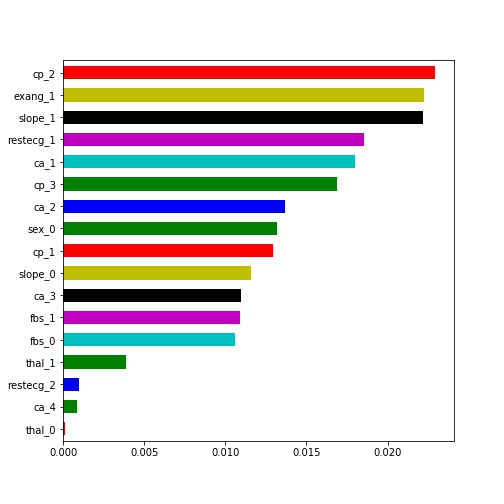 cp_2
exang_1
slope_1
restecg_1
ca_1
cp_3
ca_2
sex_0
cp_1
slope_0
ca_3
fbs_1
fbs_0
thal_1
restecg_2
ca_4
thal_0
0.000 0.005 0.010 0.015 0.020